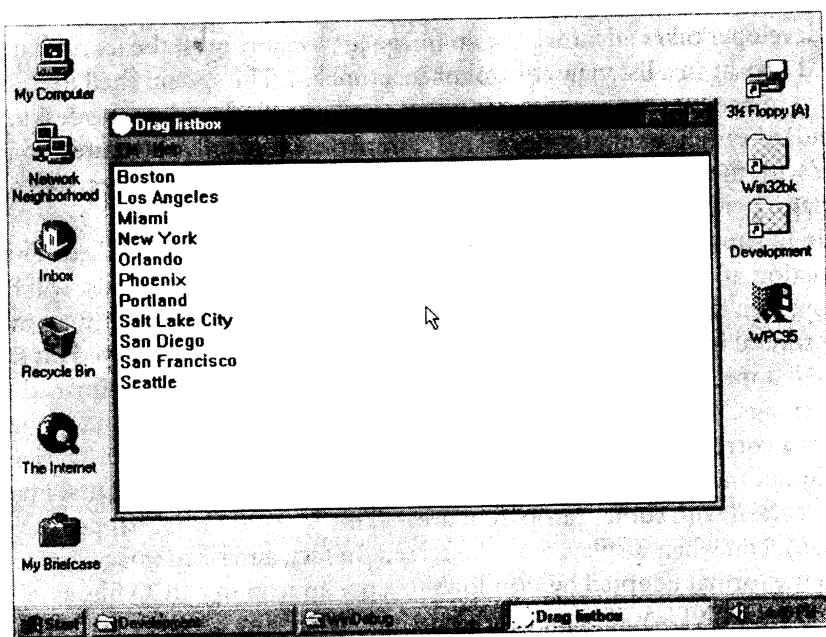 My Computer
Network
Neighborhood
Inbox
Recycle Bin
The Internet
My Briefcase
Drag listbox
Boston
Los Angeles
Miami
New York
Orlando
Phoenix
Portland
Salt Lake City
San Diego
San Francisco
Seattle
3½ Floppy (A)
Win32bk
Development
WPC95
Start
Development
WinDebug
Drag listbox